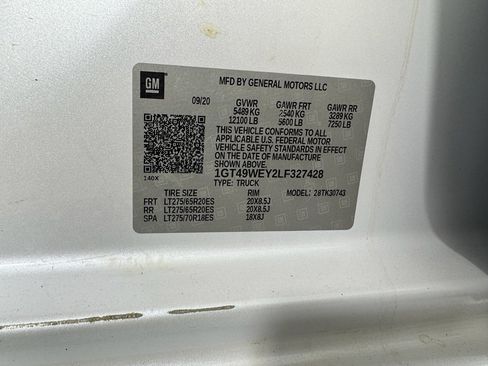 GM
MFD BY GENERAL MOTORS LLC
09/20 GVWR GAWR FRT GAWR RR
5489 KG 2540 KG 3289 KG
12100 LB 5600 LB 7250 LB
THIS VEHICLE CONFORMS TO ALL
APPLICABLE U.S. FEDERAL MOTOR
VEHICLE SAFETY STANDARDS IN EFFECT
ON THE DATE OF MANUFACTURE
SHOWN ABOVE.
1GT49WEY2LF327428
140X TYPE: TRUCK
TIRE SIZE RIM MODEL: 28TK30743
FRT LT275/65R20ES 20X8.5J
RR LT275/65R20ES 20X8.5J
SPA LT275/70R18ES 18X8J